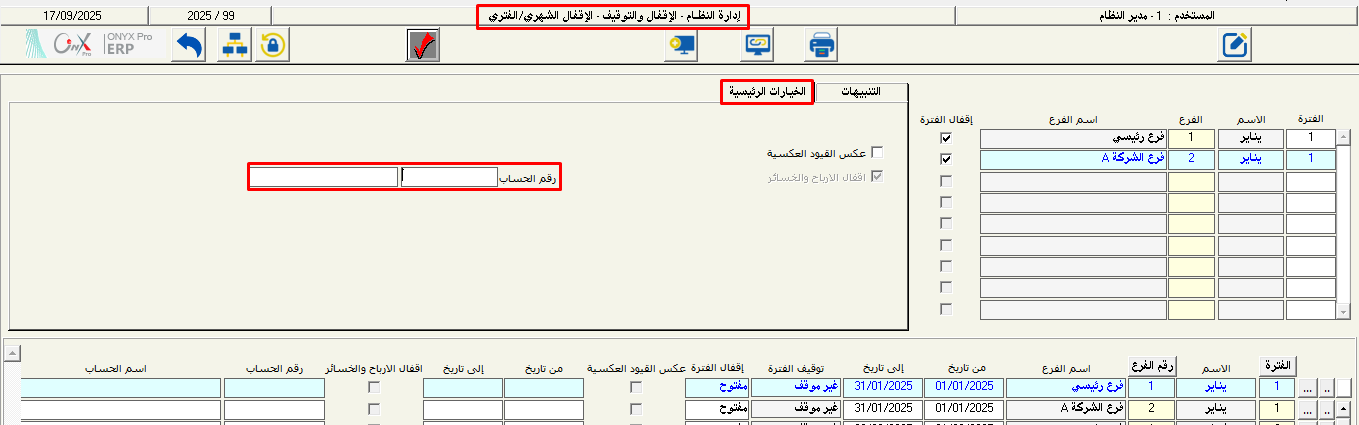 المستخدم : 1 - مدير النظام
إدارة النظام - الإقفال والتوقيف - الإقفال الشهري/الفتري
2025 / 99
17/09/2025
ONYX Pro
ERP
OnyX
Pro
التنبيهات
الخيارات الرئيسية
الفترة الاسم الفرع اسم الفرع إقفال الفترة
1 يناير 1 فرع رئيسي
1 يناير 2 فرع الشركة A
عكس القيود العكسية
اقفال الارباح والخسائر
رقم الحساب
الفترة الاسم رقم الفرع اسم الفرع من تاريخ إلى تاريخ توقيف الفترة إقفال الفترة عكس القيود العكسية من تاريخ إلى تاريخ اقفال الارباح والخسائر رقم الحساب اسم الحساب
... .. 1 يناير 1 فرع رئيسي 01/01/2025 31/01/2025 غير موقف مفتوح
... .. 1 يناير 2 فرع الشركة A 01/01/2025 31/01/2025 غير موقف مفتوح